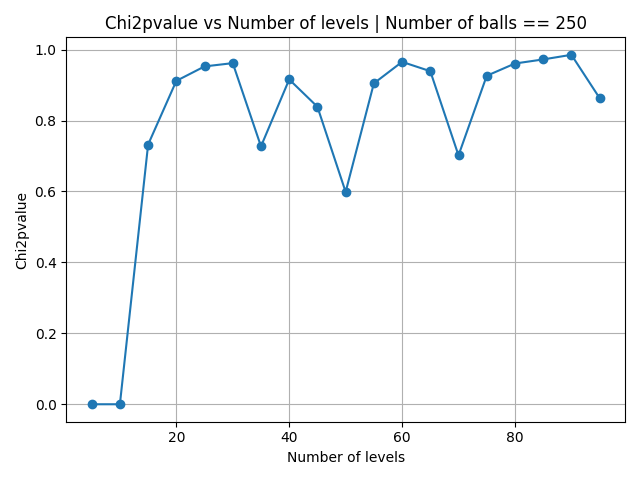 Chi2pvalue vs Number of levels | Number of balls == 250
1.0
0.8
0.6
0.4
0.2
0.0
Chi2pvalue
20 40 60 80
Number of levels